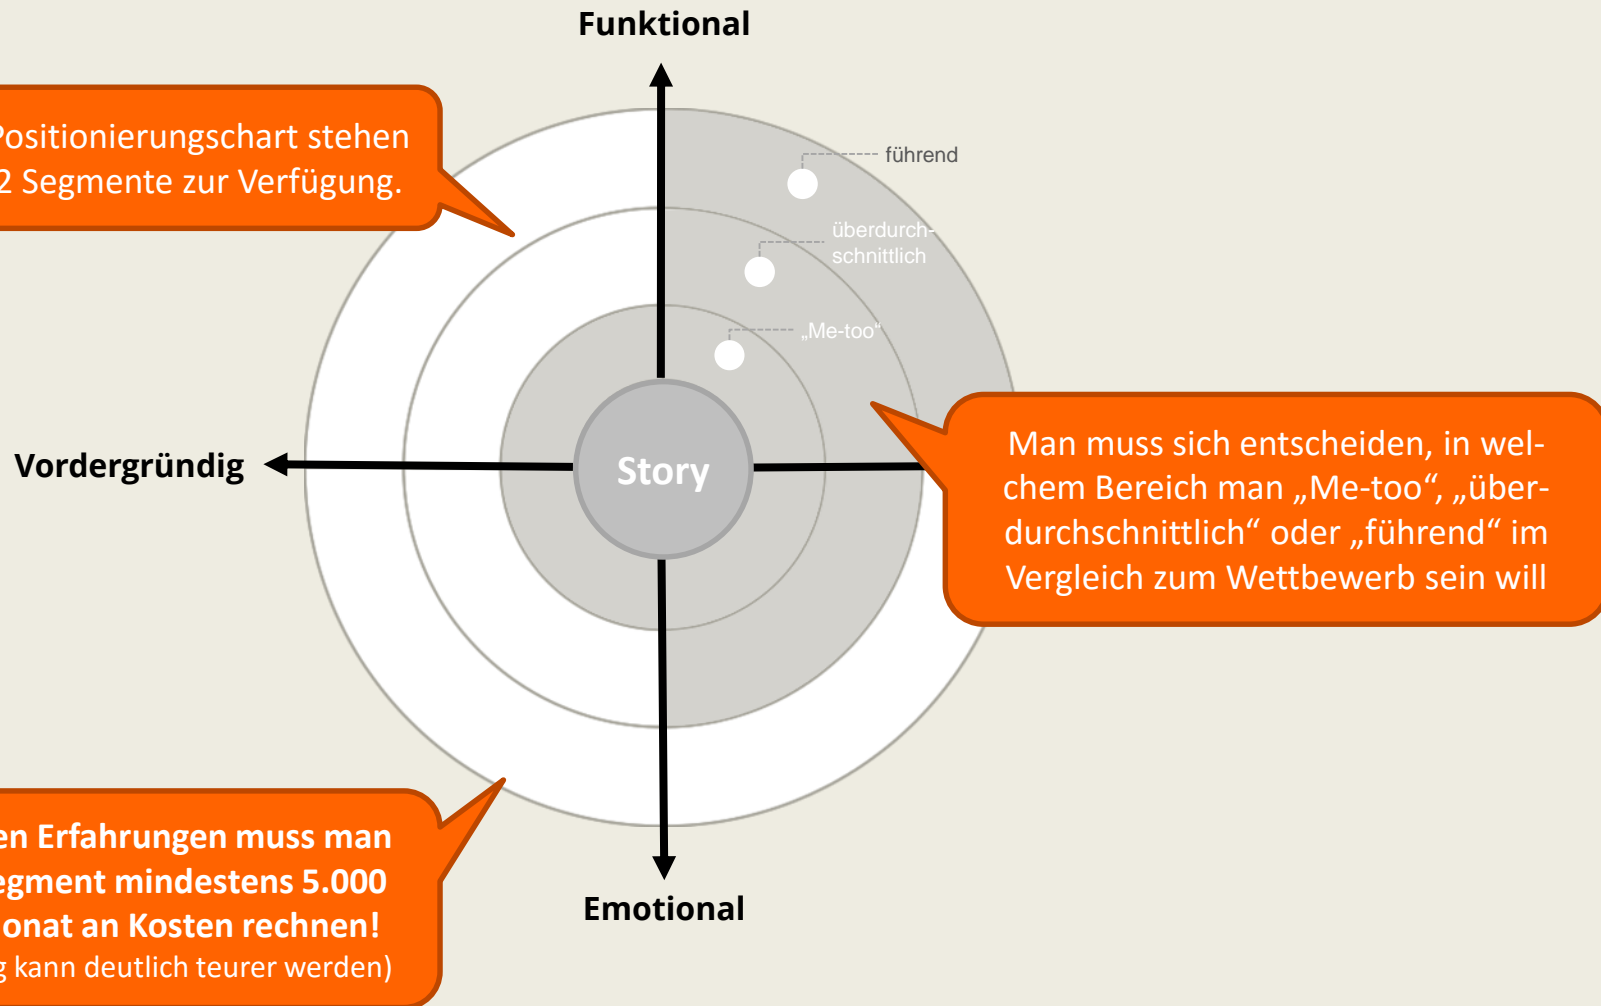 Funktional
Positionierungschart stehen
2 Segmente zur Verfügung.
führend
überdurch-
schnittlich
„Me-too“
Vordergründig
Story
Man muss sich entscheiden, in wel-
chem Bereich man „Me-too“, „über-
durchschnittlich“ oder „führend“ im
Vergleich zum Wettbewerb sein will
en Erfahrungen muss man
egment mindestens 5.000
onat an Kosten rechnen!
g kann deutlich teurer werden)
Emotional